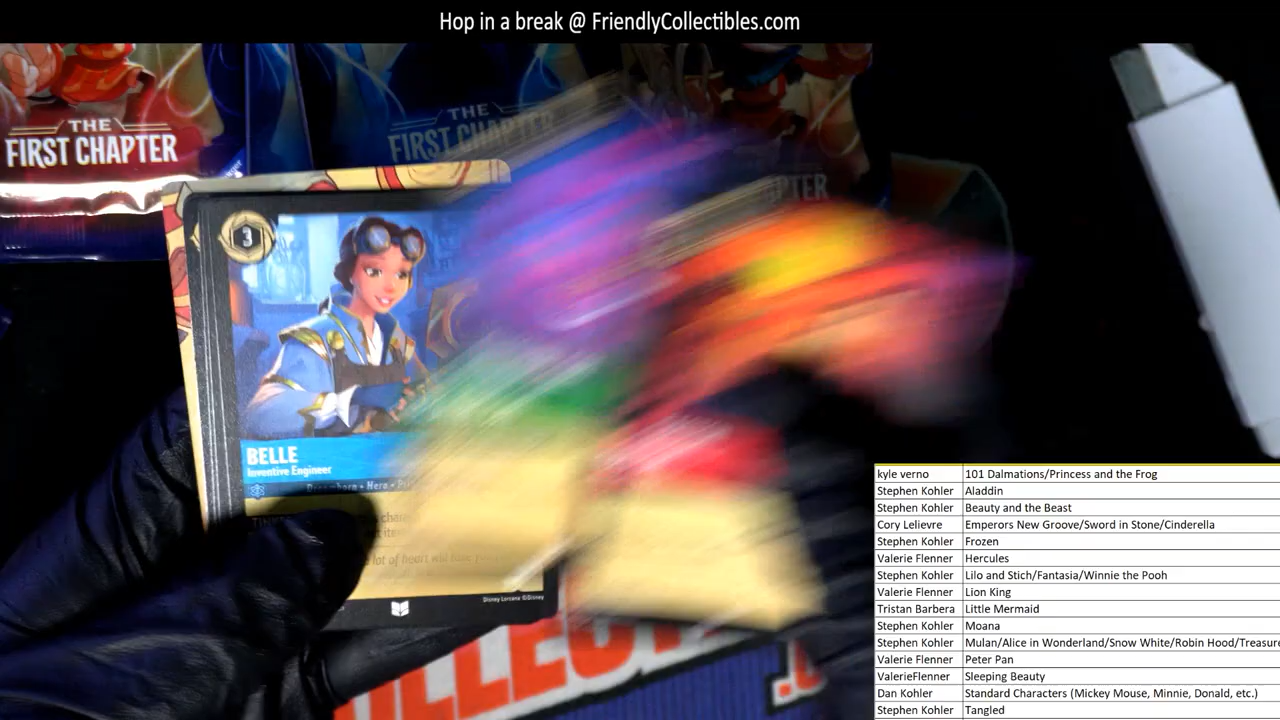 Hop in a break @ FriendlyCollectibles.com
THE
FIRST CHAPTER
THE
FIRST CHAPTER
3
BELLE
Inventive Engineer
Disney Lorcana ©Disney
kyle verno 101 Dalmations/Princess and the Frog
Stephen Kohler Aladdin
Stephen Kohler Beauty and the Beast
Cory Lelievre Emperors New Groove/Sword in Stone/Cinderella
Stephen Kohler Frozen
Valerie Flenner Hercules
Stephen Kohler Lilo and Stich/Fantasia/Winnie the Pooh
Valerie Flenner Lion King
Tristan Barbera Little Mermaid
Stephen Kohler Moana
Stephen Kohler Mulan/Alice in Wonderland/Snow White/Robin Hood/Treasure
Valerie Flenner Peter Pan
ValerieFlenner Sleeping Beauty
Dan Kohler Standard Characters (Mickey Mouse, Minnie, Donald, etc.)
Stephen Kohler Tangled